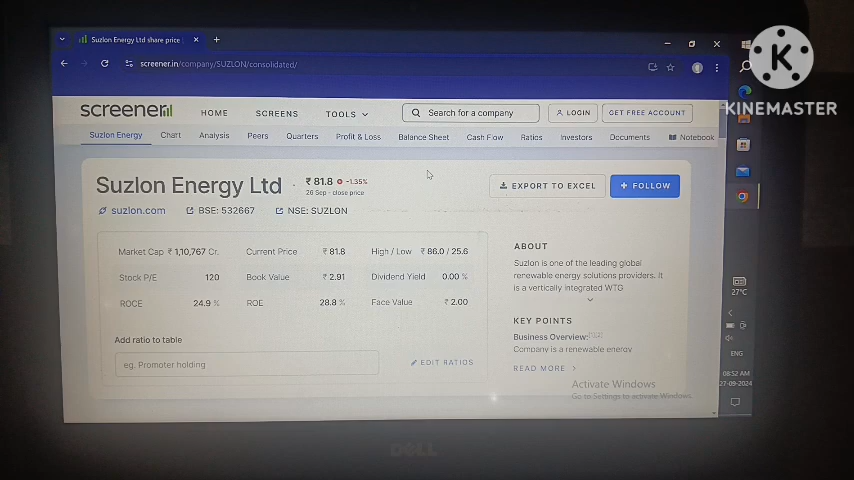 Suzlon Energy Ltd share price
screener.in/company/SUZLON/consolidated/
KINEMASTER
screener
HOME
SCREENS
TOOLS
Search for a company
LOGIN
GET FREE ACCOUNT
Suzlon Energy
Chart
Analysis
Peers
Quarters
Profit & Loss
Balance Sheet
Cash Flow
Ratios
Investors
Documents
Notebook
Suzlon Energy Ltd
₹ 81.8
-1.35%
26 Sep - close price
EXPORT TO EXCEL
+ FOLLOW
suzlon.com
BSE: 532667
NSE: SUZLON
Market Cap ₹ 1,10,767 Cr.
Current Price ₹ 81.8
High / Low ₹ 86.0 / 25.6
Stock P/E 120
Book Value ₹ 2.91
Dividend Yield 0.00 %
ROCE 24.9 %
ROE 28.8 %
Face Value ₹ 2.00
Add ratio to table
eg. Promoter holding
EDIT RATIOS
ABOUT
Suzlon is one of the leading global
renewable energy solutions providers. It
is a vertically integrated WTG
KEY POINTS
Business Overview:[1][2]
Company is a renewable energy
READ MORE
Activate Windows
Go to Settings to activate Windows.
27°C
ENG
08:52 AM
27-09-2024
DELL